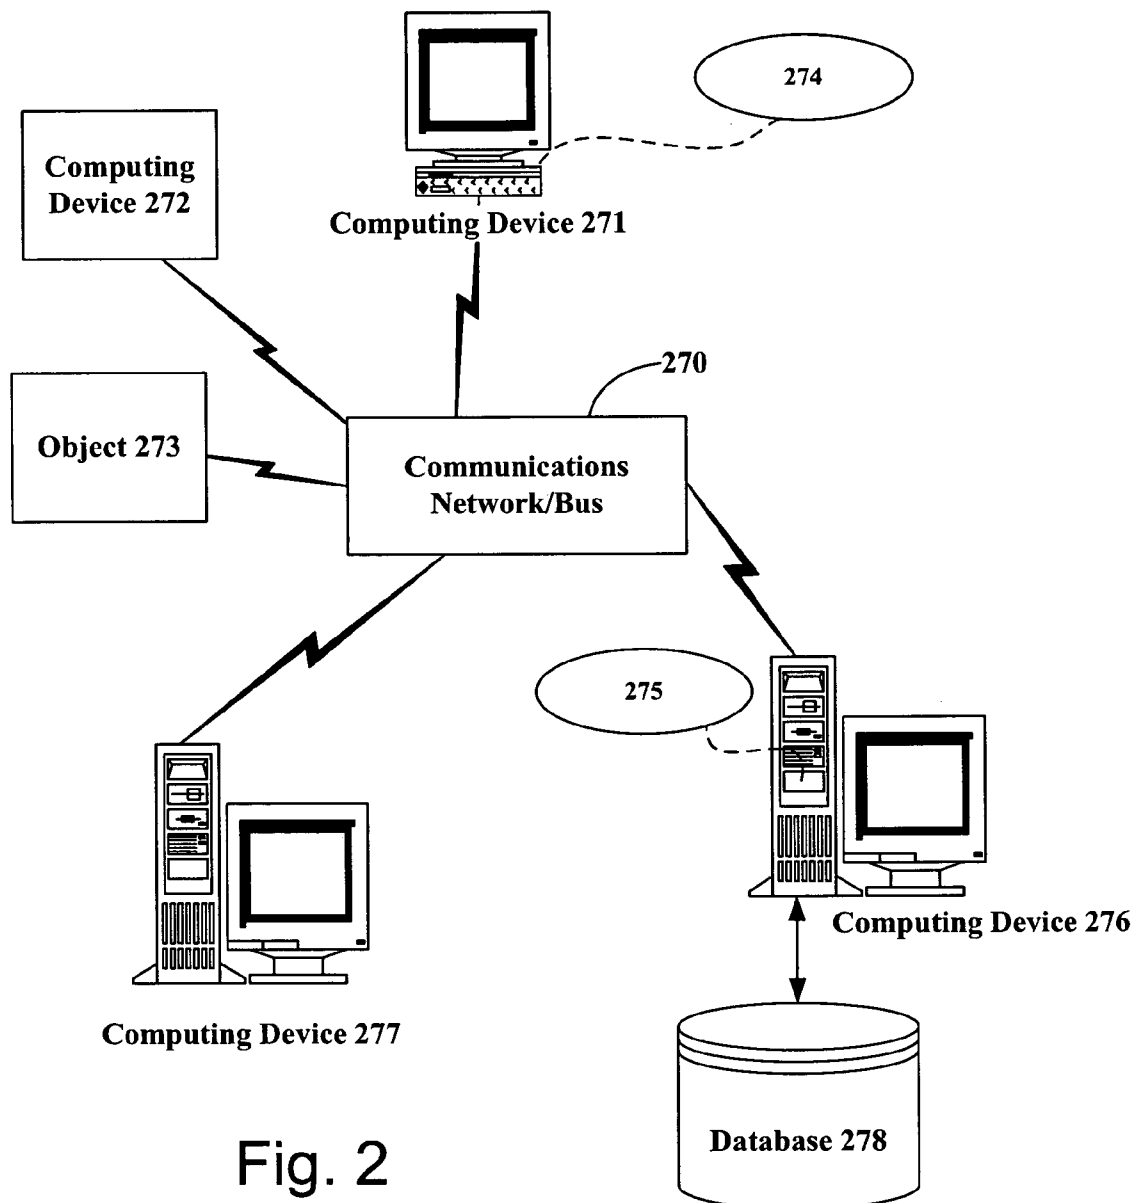 274
Computing
Device 272
Computing Device 271
270
Object 273
Communications
Network/Bus
275
Computing Device 276
Computing Device 277
Database 278
Fig. 2